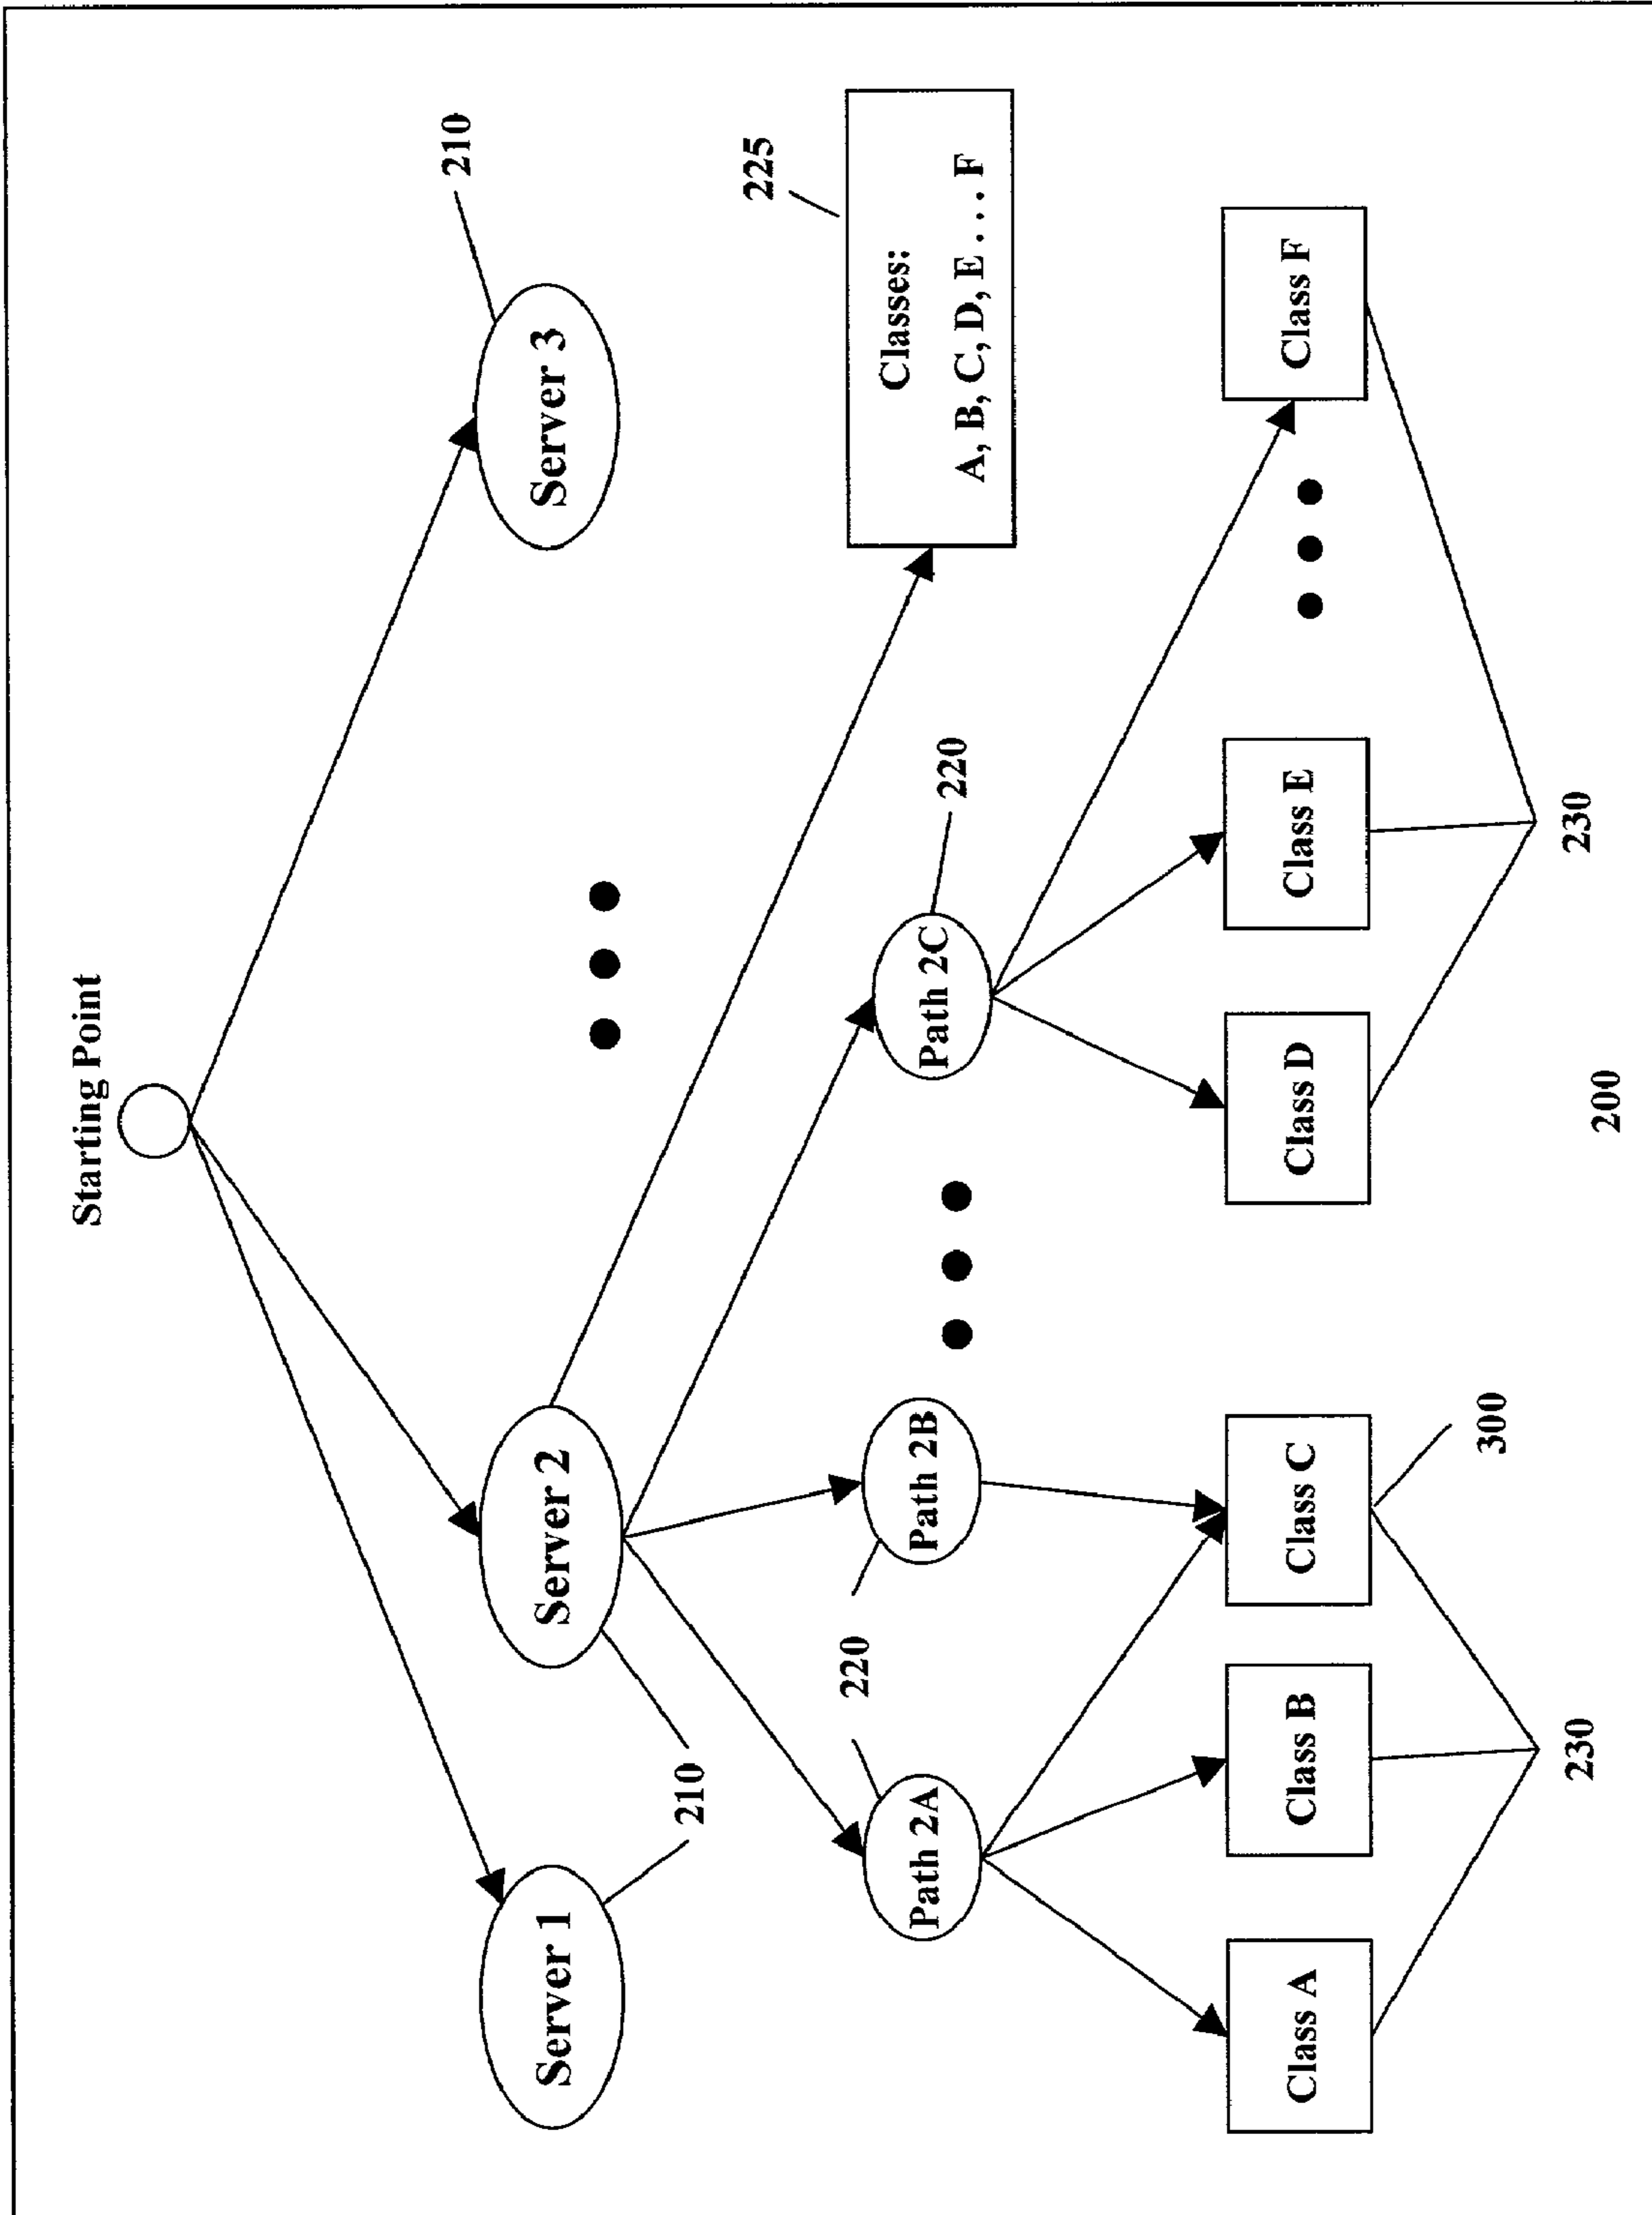 Starting Point
210
Server 1
Server 2
Server 3
210
225
Classes:
A, B, C, D, E . . . F
220
220
Path 2A
Path 2B
Path 2C
Class A
Class B
Class C
Class D
Class E
Class F
300
230
230
200